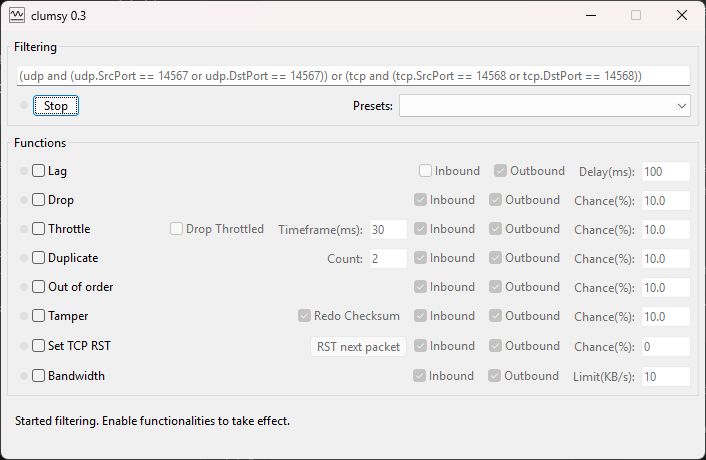 clumsy 0.3
Filtering
(udp and (udp.SrcPort == 14567 or udp.DstPort == 14567)) or (tcp and (tcp.SrcPort == 14568 or tcp.DstPort == 14568))
Stop Presets:
Functions
Lag Inbound Outbound Delay(ms): 100
Drop Inbound Outbound Chance(%): 10.0
Throttle Drop Throttled Timeframe(ms): 30 Inbound Outbound Chance(%): 10.0
Duplicate Count: 2 Inbound Outbound Chance(%): 10.0
Out of order Inbound Outbound Chance(%): 10.0
Tamper Redo Checksum Inbound Outbound Chance(%): 10.0
Set TCP RST RST next packet Inbound Outbound Chance(%): 0
Bandwidth Inbound Outbound Limit(KB/s): 10
Started filtering. Enable functionalities to take effect.